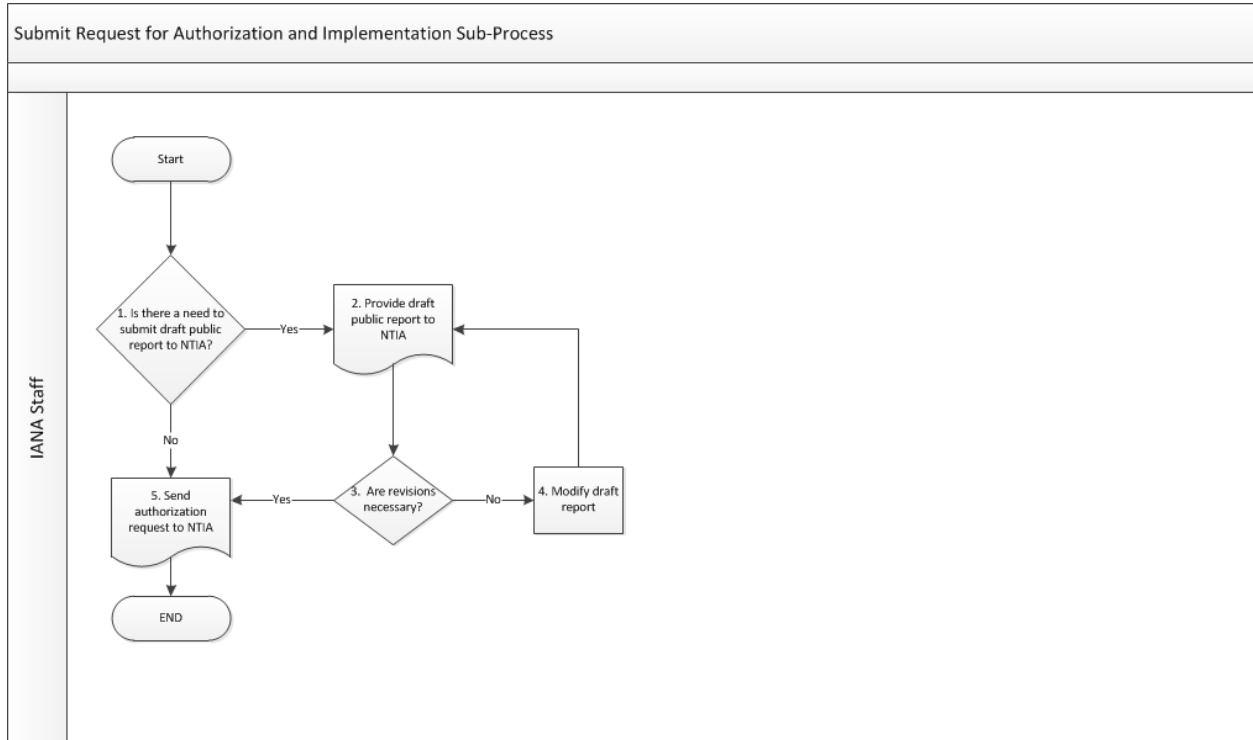 Submit Request for Authorization and Implementation Sub-Process
IANA Staff
Start
1. Is there a need to
submit draft public
report to NTIA?
Yes
2. Provide draft
public report to
NTIA
No
5. Send
authorization
request to NTIA
Yes
3. Are revisions
necessary?
No
4. Modify draft
report
END